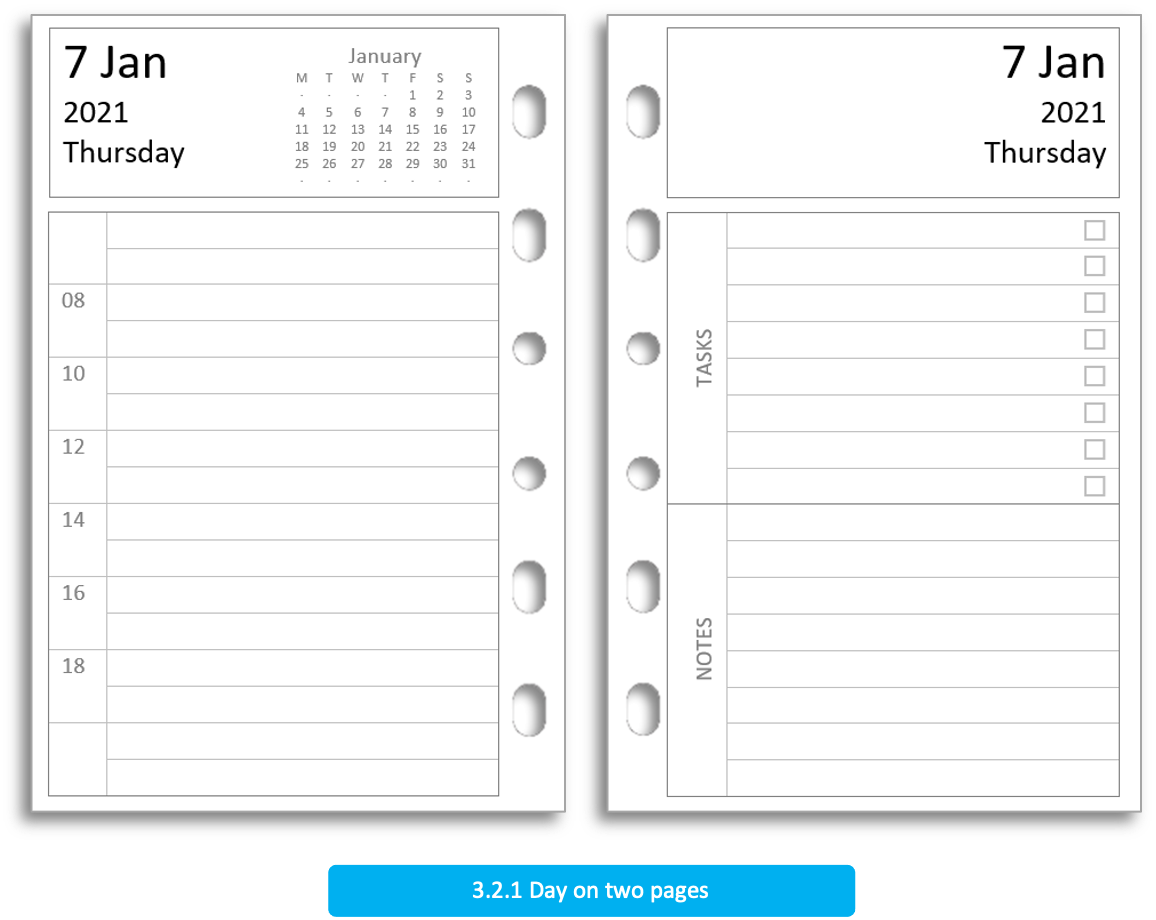 7 Jan
2021
Thursday
January
M T W T F S S
. . . . 1 2 3
4 5 6 7 8 9 10
11 12 13 14 15 16 17
18 19 20 21 22 23 24
25 26 27 28 29 30 31
. . . . . . .
08
10
12
14
16
18
7 Jan
2021
Thursday
TASKS
NOTES
3.2.1 Day on two pages